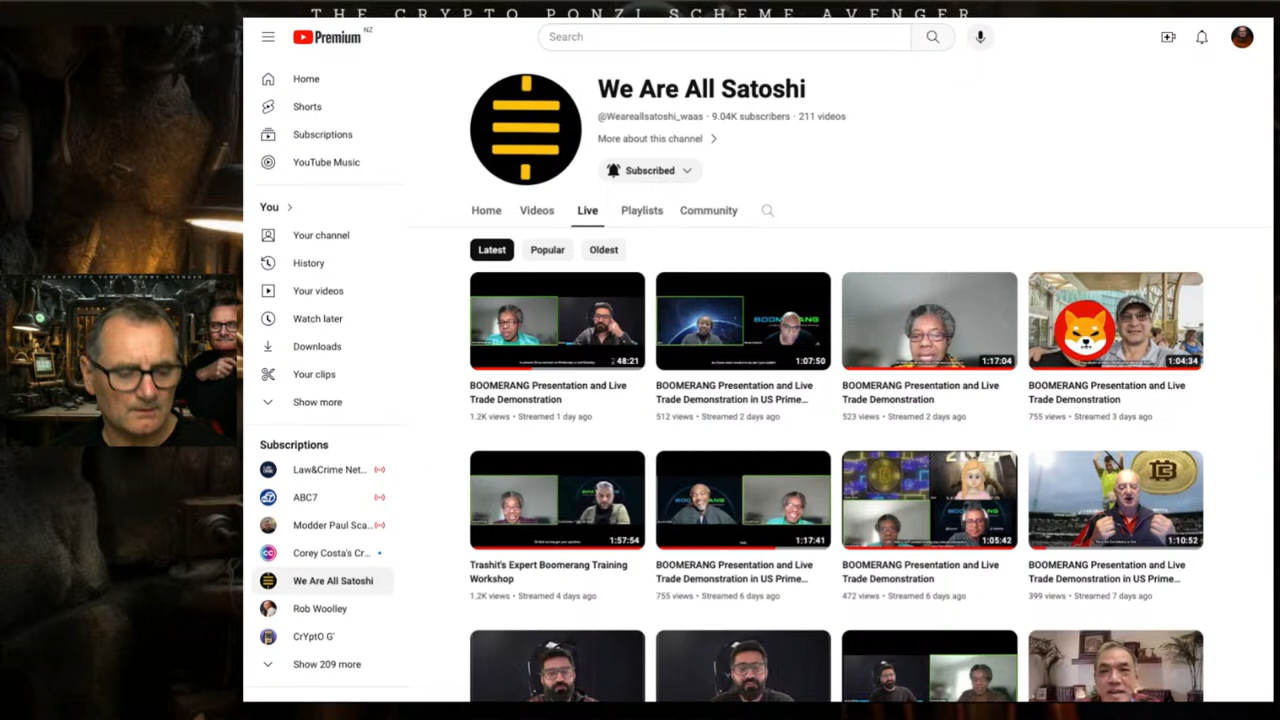 THE CRYPTO PONZI SCHEME AVENGER
Premium NZ
Search
Home
Shorts
Subscriptions
YouTube Music
You
Your channel
History
Your videos
Watch later
Downloads
Your clips
Show more
Subscriptions
Law&Crime Net...
ABC7
Modder Paul Sca...
Corey Costa's Cr...
We Are All Satoshi
Rob Woolley
CrYptO G'
Show 209 more
We Are All Satoshi
@Weareallsatoshi_waas · 9.04K subscribers · 211 videos
More about this channel
Subscribed
Home Videos Live Playlists Community
Latest Popular Oldest
48:21
1:07:50
1:17:04
1:04:34
BOOMERANG Presentation and Live Trade Demonstration
1.2K views • Streamed 1 day ago
BOOMERANG Presentation and Live Trade Demonstration in US Prime...
512 views • Streamed 2 days ago
BOOMERANG Presentation and Live Trade Demonstration
523 views • Streamed 2 days ago
BOOMERANG Presentation and Live Trade Demonstration
755 views • Streamed 3 days ago
1:57:54
1:17:41
1:05:42
1:10:52
Trashit's Expert Boomerang Training Workshop
1.2K views • Streamed 4 days ago
BOOMERANG Presentation and Live Trade Demonstration in US Prime...
755 views • Streamed 6 days ago
BOOMERANG Presentation and Live Trade Demonstration
472 views • Streamed 6 days ago
BOOMERANG Presentation and Live Trade Demonstration in US Prime...
399 views • Streamed 7 days ago